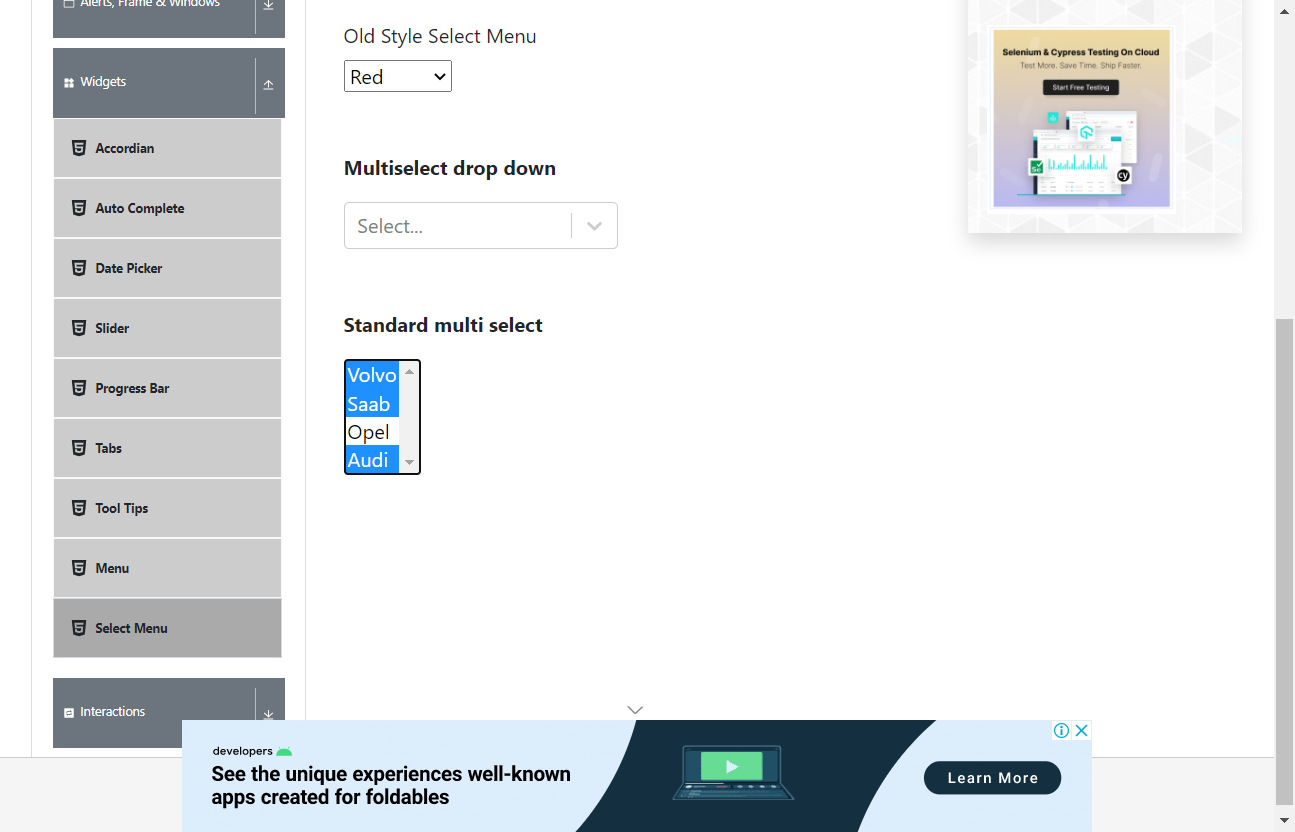 Alerts, Frame & Windows
Widgets
Accordian
Auto Complete
Date Picker
Slider
Progress Bar
Tabs
Tool Tips
Menu
Select Menu
Interactions
Old Style Select Menu
Red
Multiselect drop down
Select...
Standard multi select
Volvo
Saab
Opel
Audi
Selenium & Cypress Testing On Cloud
Test More. Save Time. Ship Faster.
Start Free Testing
Se
cy
developers
See the unique experiences well-known
apps created for foldables
Learn More